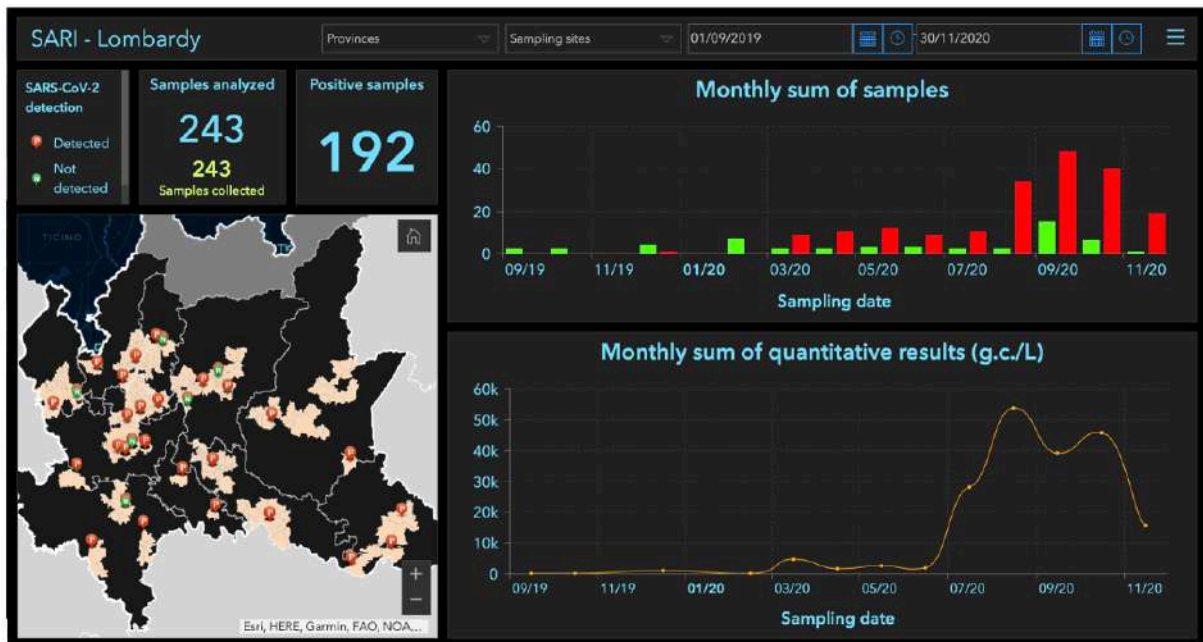 SARI - Lombardy
Provinces
Sampling sites
01/09/2019
30/11/2020
SARS-CoV-2
detection
Detected
Not
detected
Samples analyzed
243
243
Samples collected
Positive samples
192
TICINO
Esri, HERE, Garmin, FAO, NOA...
Monthly sum of samples
60
40
20
0
09/19 11/19 01/20 03/20 05/20 07/20 09/20 11/20
Sampling date
Monthly sum of quantitative results (g.c./L)
60k
50k
40k
30k
20k
10k
0
09/19 11/19 01/20 03/20 05/20 07/20 09/20 11/20
Sampling date